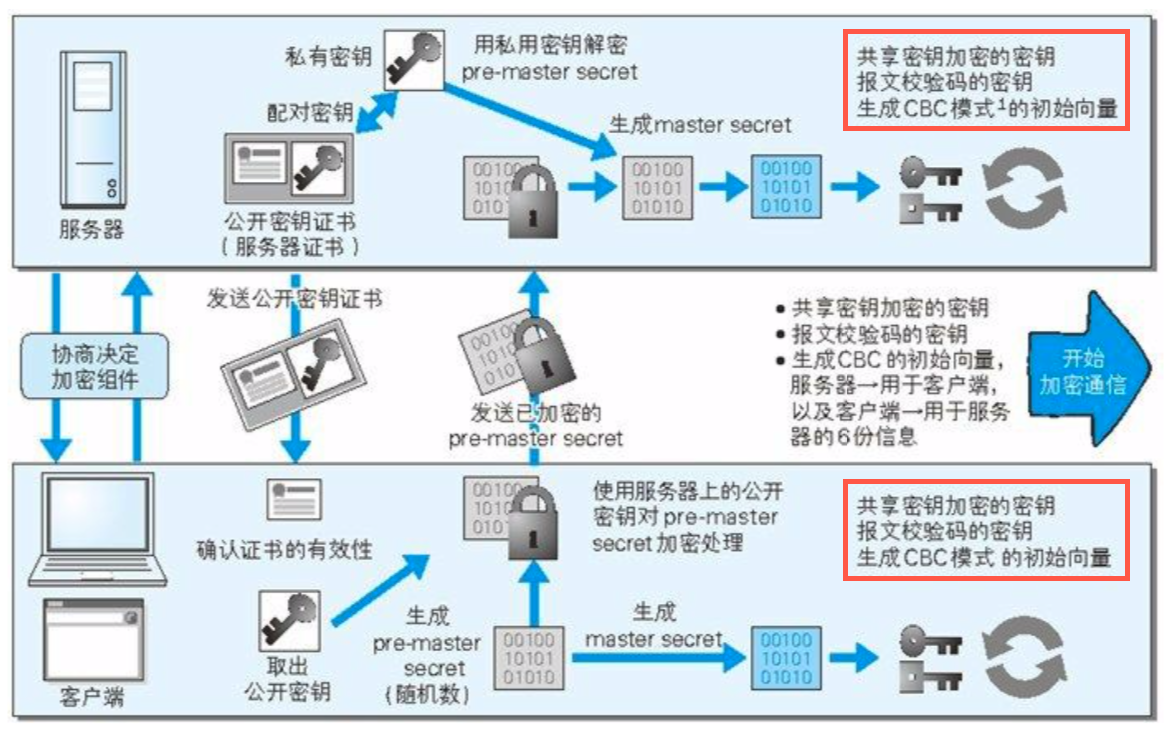 私有密钥
用私用密钥解密
pre-master secret
共享密钥加密的密钥
报文校验码的密钥
生成CBC模式¹的初始向量
配对密钥
生成master secret
00100
10101
01010
00100
10101
01010
00100
1010
0101
服务器
公开密钥证书
(服务器证书)
发送公开密钥证书
协商决定
加密组件
00100
1010
010
发送已加密的
pre-master secret
• 共享密钥加密的密钥
• 报文校验码的密钥
• 生成CBC的初始向量，
服务器→用于客户端，
以及客户端→用于服务
器的6份信息
开始
加密通信
00100
1010
0101
使用服务器上的公开
密钥对pre-master
secret加密处理
共享密钥加密的密钥
报文校验码的密钥
生成CBC模式 的初始向量
确认证书的有效性
取出
公开密钥
生成
pre-master
secret
(随机数)
00100
10101
01010
生成
master secret
00100
10101
01010
客户端